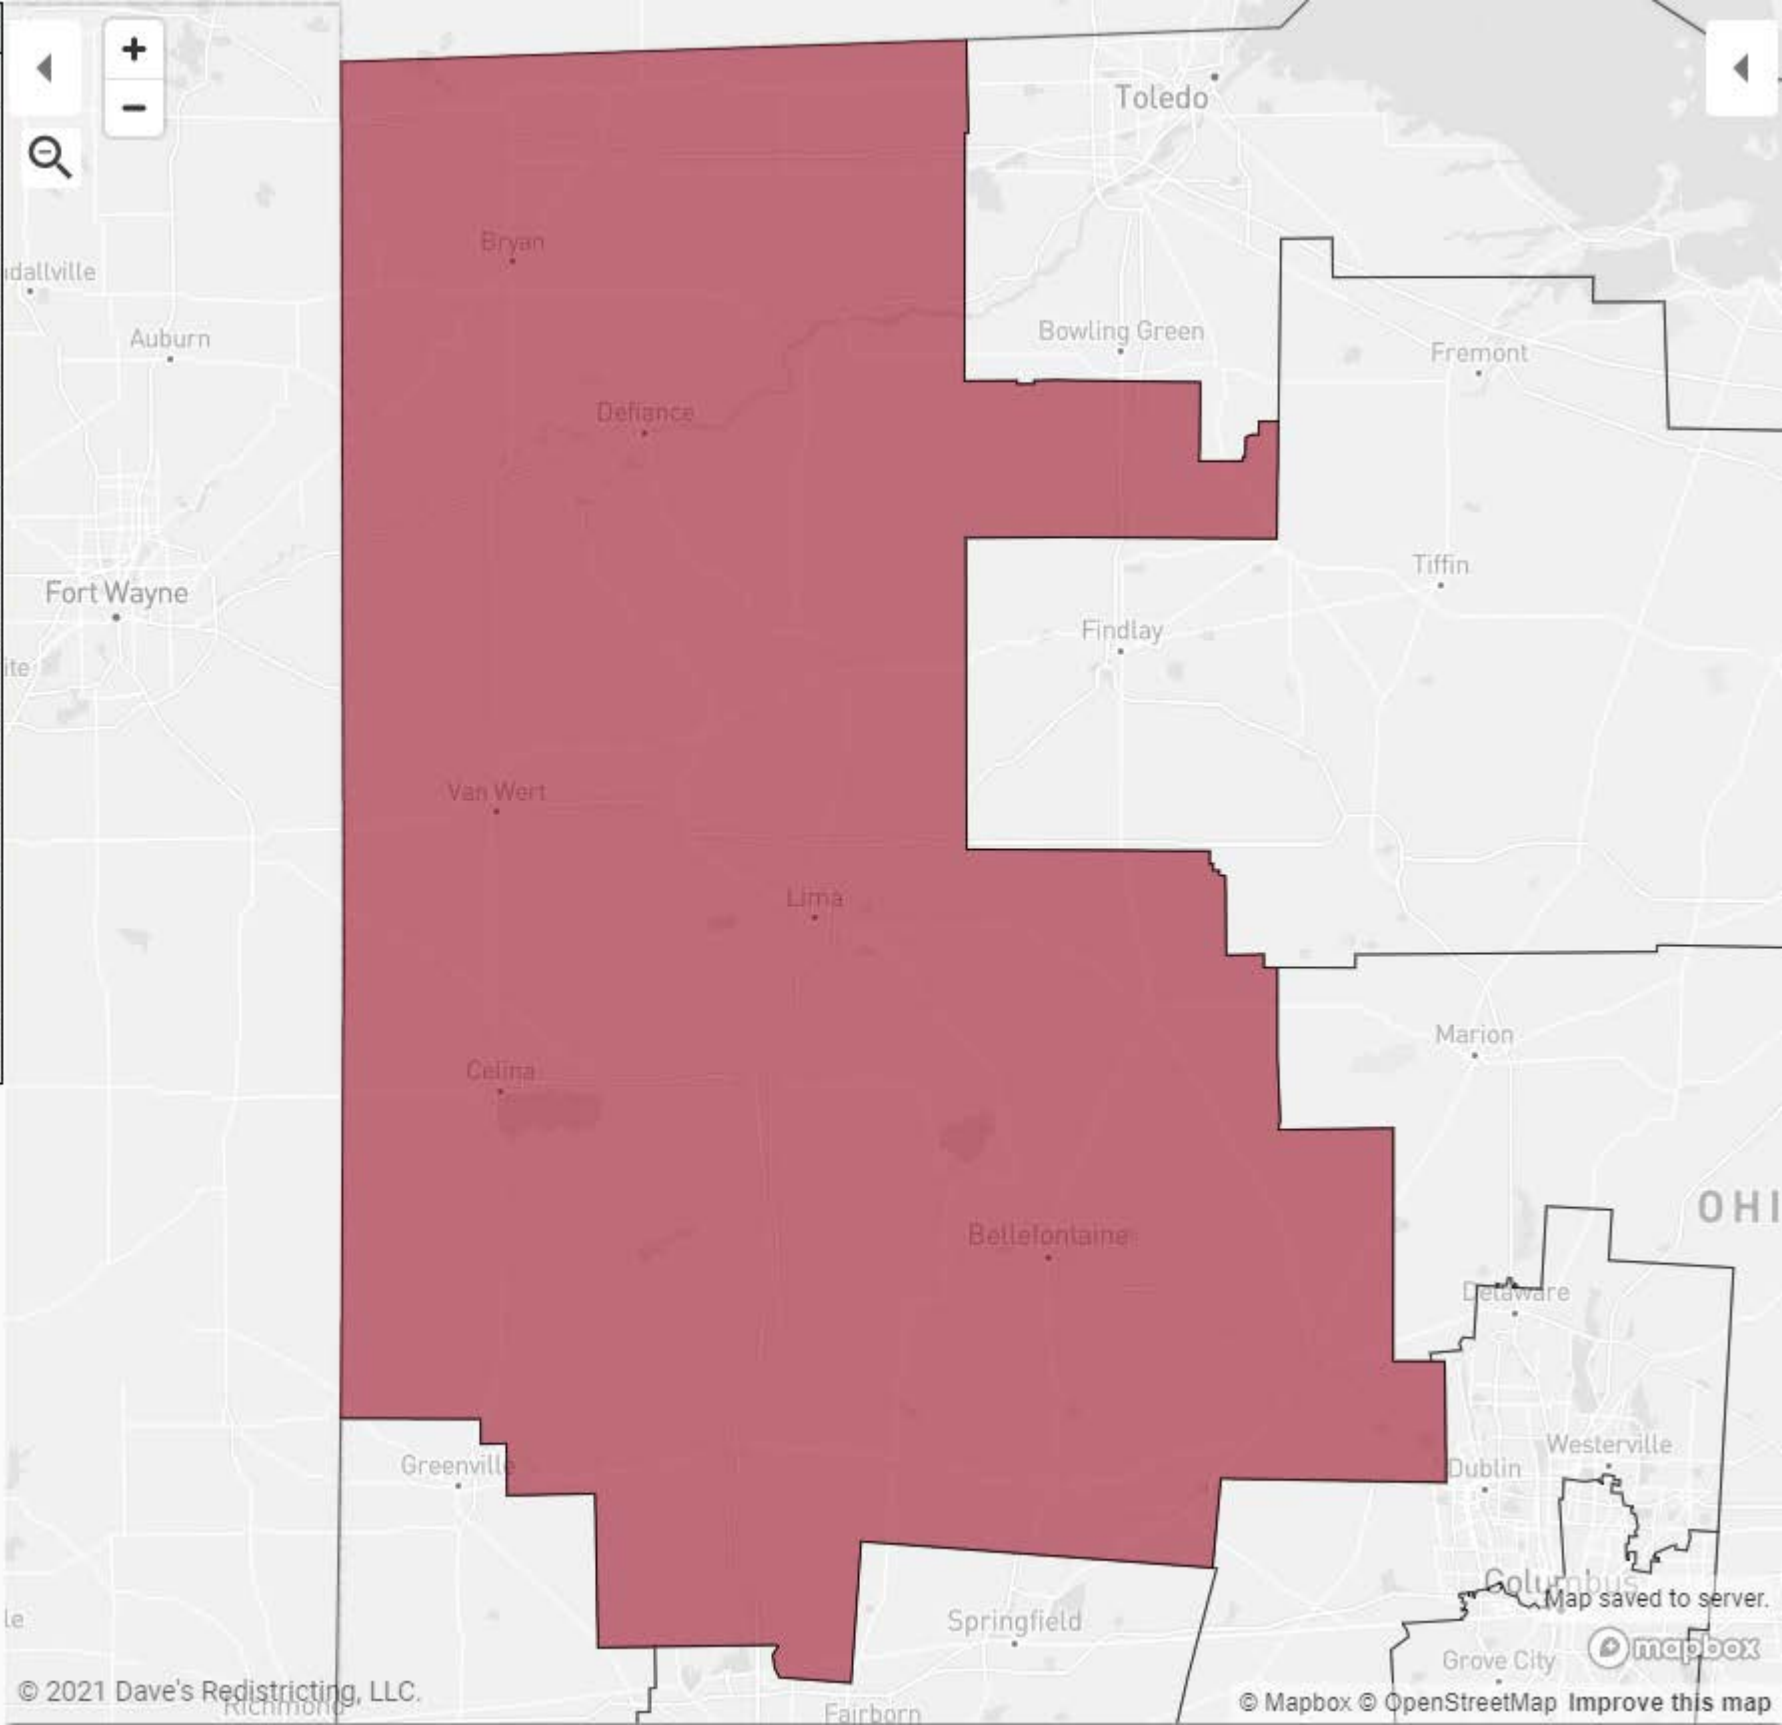 +
Toledo
−
Bryan
dallville
Bowling Green
Auburn
Fremont
Defiance
Tiffin
Fort Wayne
Findlay
ite
Van Wert
Lima
Marion
Celina
OHI
Bellefontaine
Delaware
Westerville
Greenville
Dublin
Columbus
Map saved to server.
le
Springfield
mapbox
Grove City
© 2021 Dave's Redistricting, LLC.
Richmond
© Mapbox © OpenStreetMap Improve this map
Fairborn